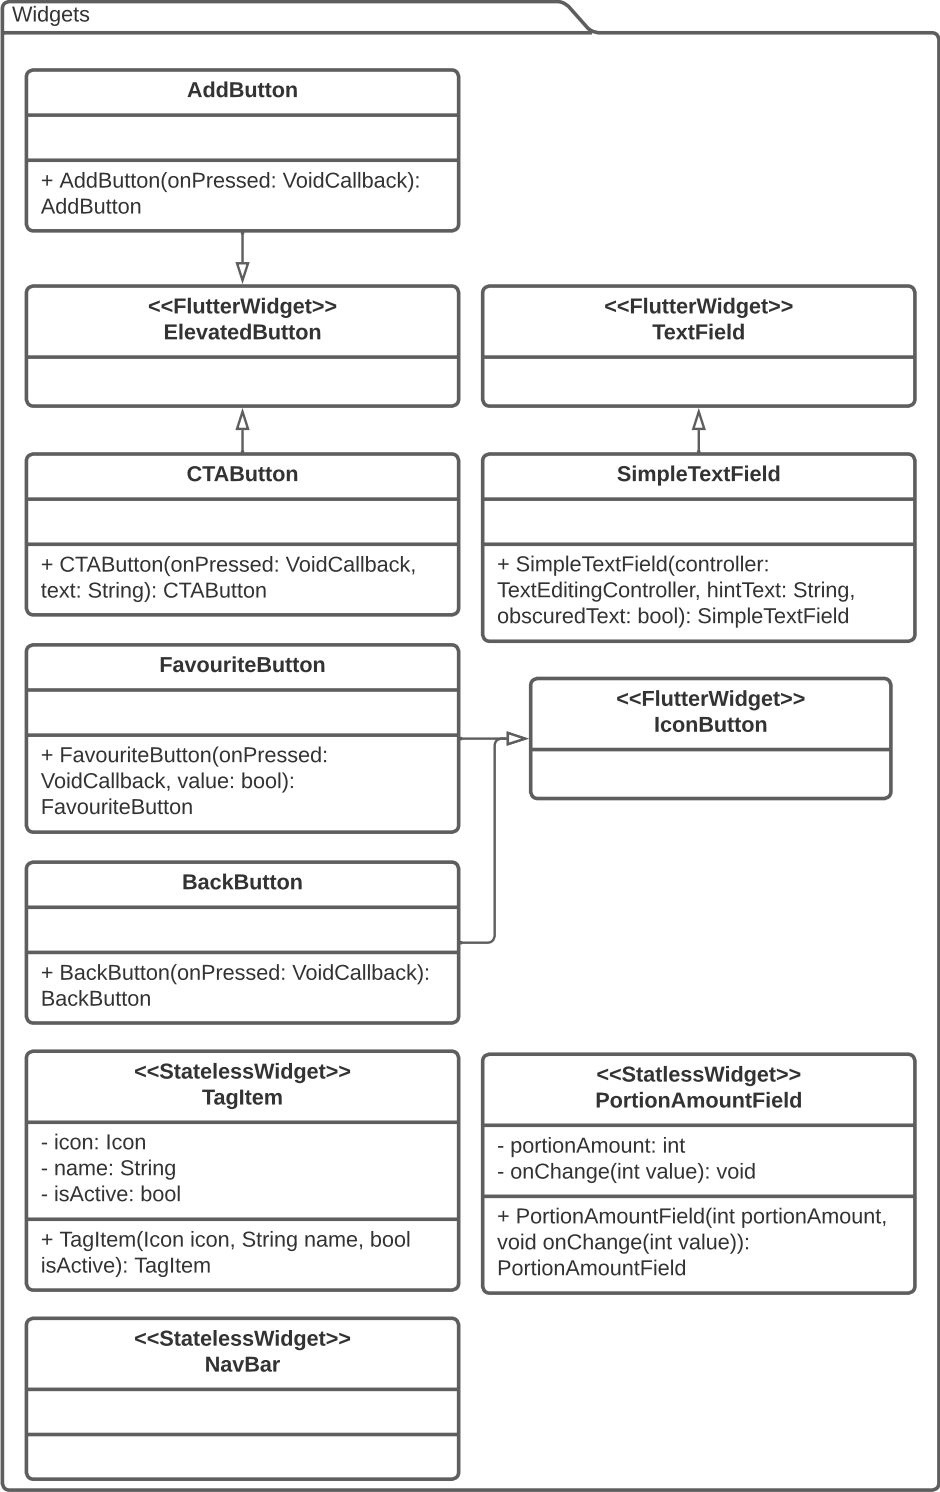 Widgets
AddButton
+ AddButton(onPressed: VoidCallback):
AddButton
<<FlutterWidget>>
ElevatedButton
<<FlutterWidget>>
TextField
CTAButton
+ CTAButton(onPressed: VoidCallback,
text: String): CTAButton
SimpleTextField
+ SimpleTextField(controller:
TextEditingController, hintText: String,
obscuredText: bool): SimpleTextField
FavouriteButton
+ FavouriteButton(onPressed:
VoidCallback, value: bool):
FavouriteButton
<<FlutterWidget>>
IconButton
BackButton
+ BackButton(onPressed: VoidCallback):
BackButton
<<StatelessWidget>>
TagItem
- icon: Icon
- name: String
- isActive: bool
+ TagItem(Icon icon, String name, bool
isActive): TagItem
<<StatlessWidget>>
PortionAmountField
- portionAmount: int
- onChange(int value): void
+ PortionAmountField(int portionAmount,
void onChange(int value)):
PortionAmountField
<<StatelessWidget>>
NavBar